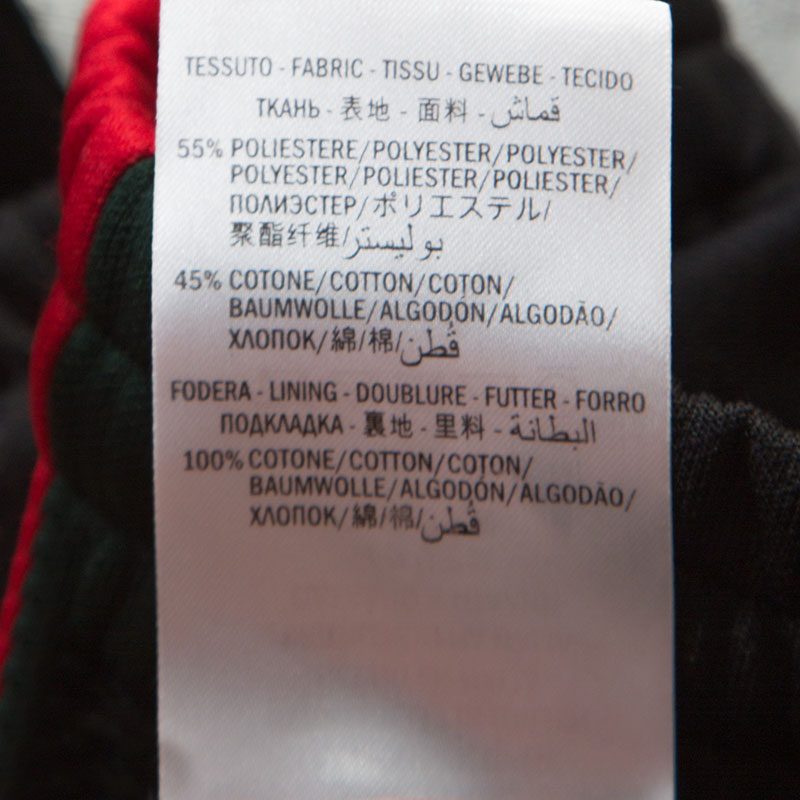 TESSUTO - FABRIC - TISSU - GEWEBE - TECIDO
ТКАНЬ - 表地 - 面料 - قماش
55% POLIESTERE/POLYESTER/POLYESTER/
POLYESTER/POLIESTER/POLIESTER/
ПОЛИЭСТЕР/ポリエステル/
聚酯纤维/بوليستر
45% COTONE/COTTON/COTON/
BAUMWOLLE/ALGODÓN/ALGODÃO/
ХЛОПОК/綿/棉/قُطن
FODERA - LINING - DOUBLURE - FUTTER - FORRO
ПОДКЛАДКА - 裏地 - 里料 - البطانة
100% COTONE/COTTON/COTON/
BAUMWOLLE/ALGODÓN/ALGODÃO/
ХЛОПОК/綿/棉/قُطن